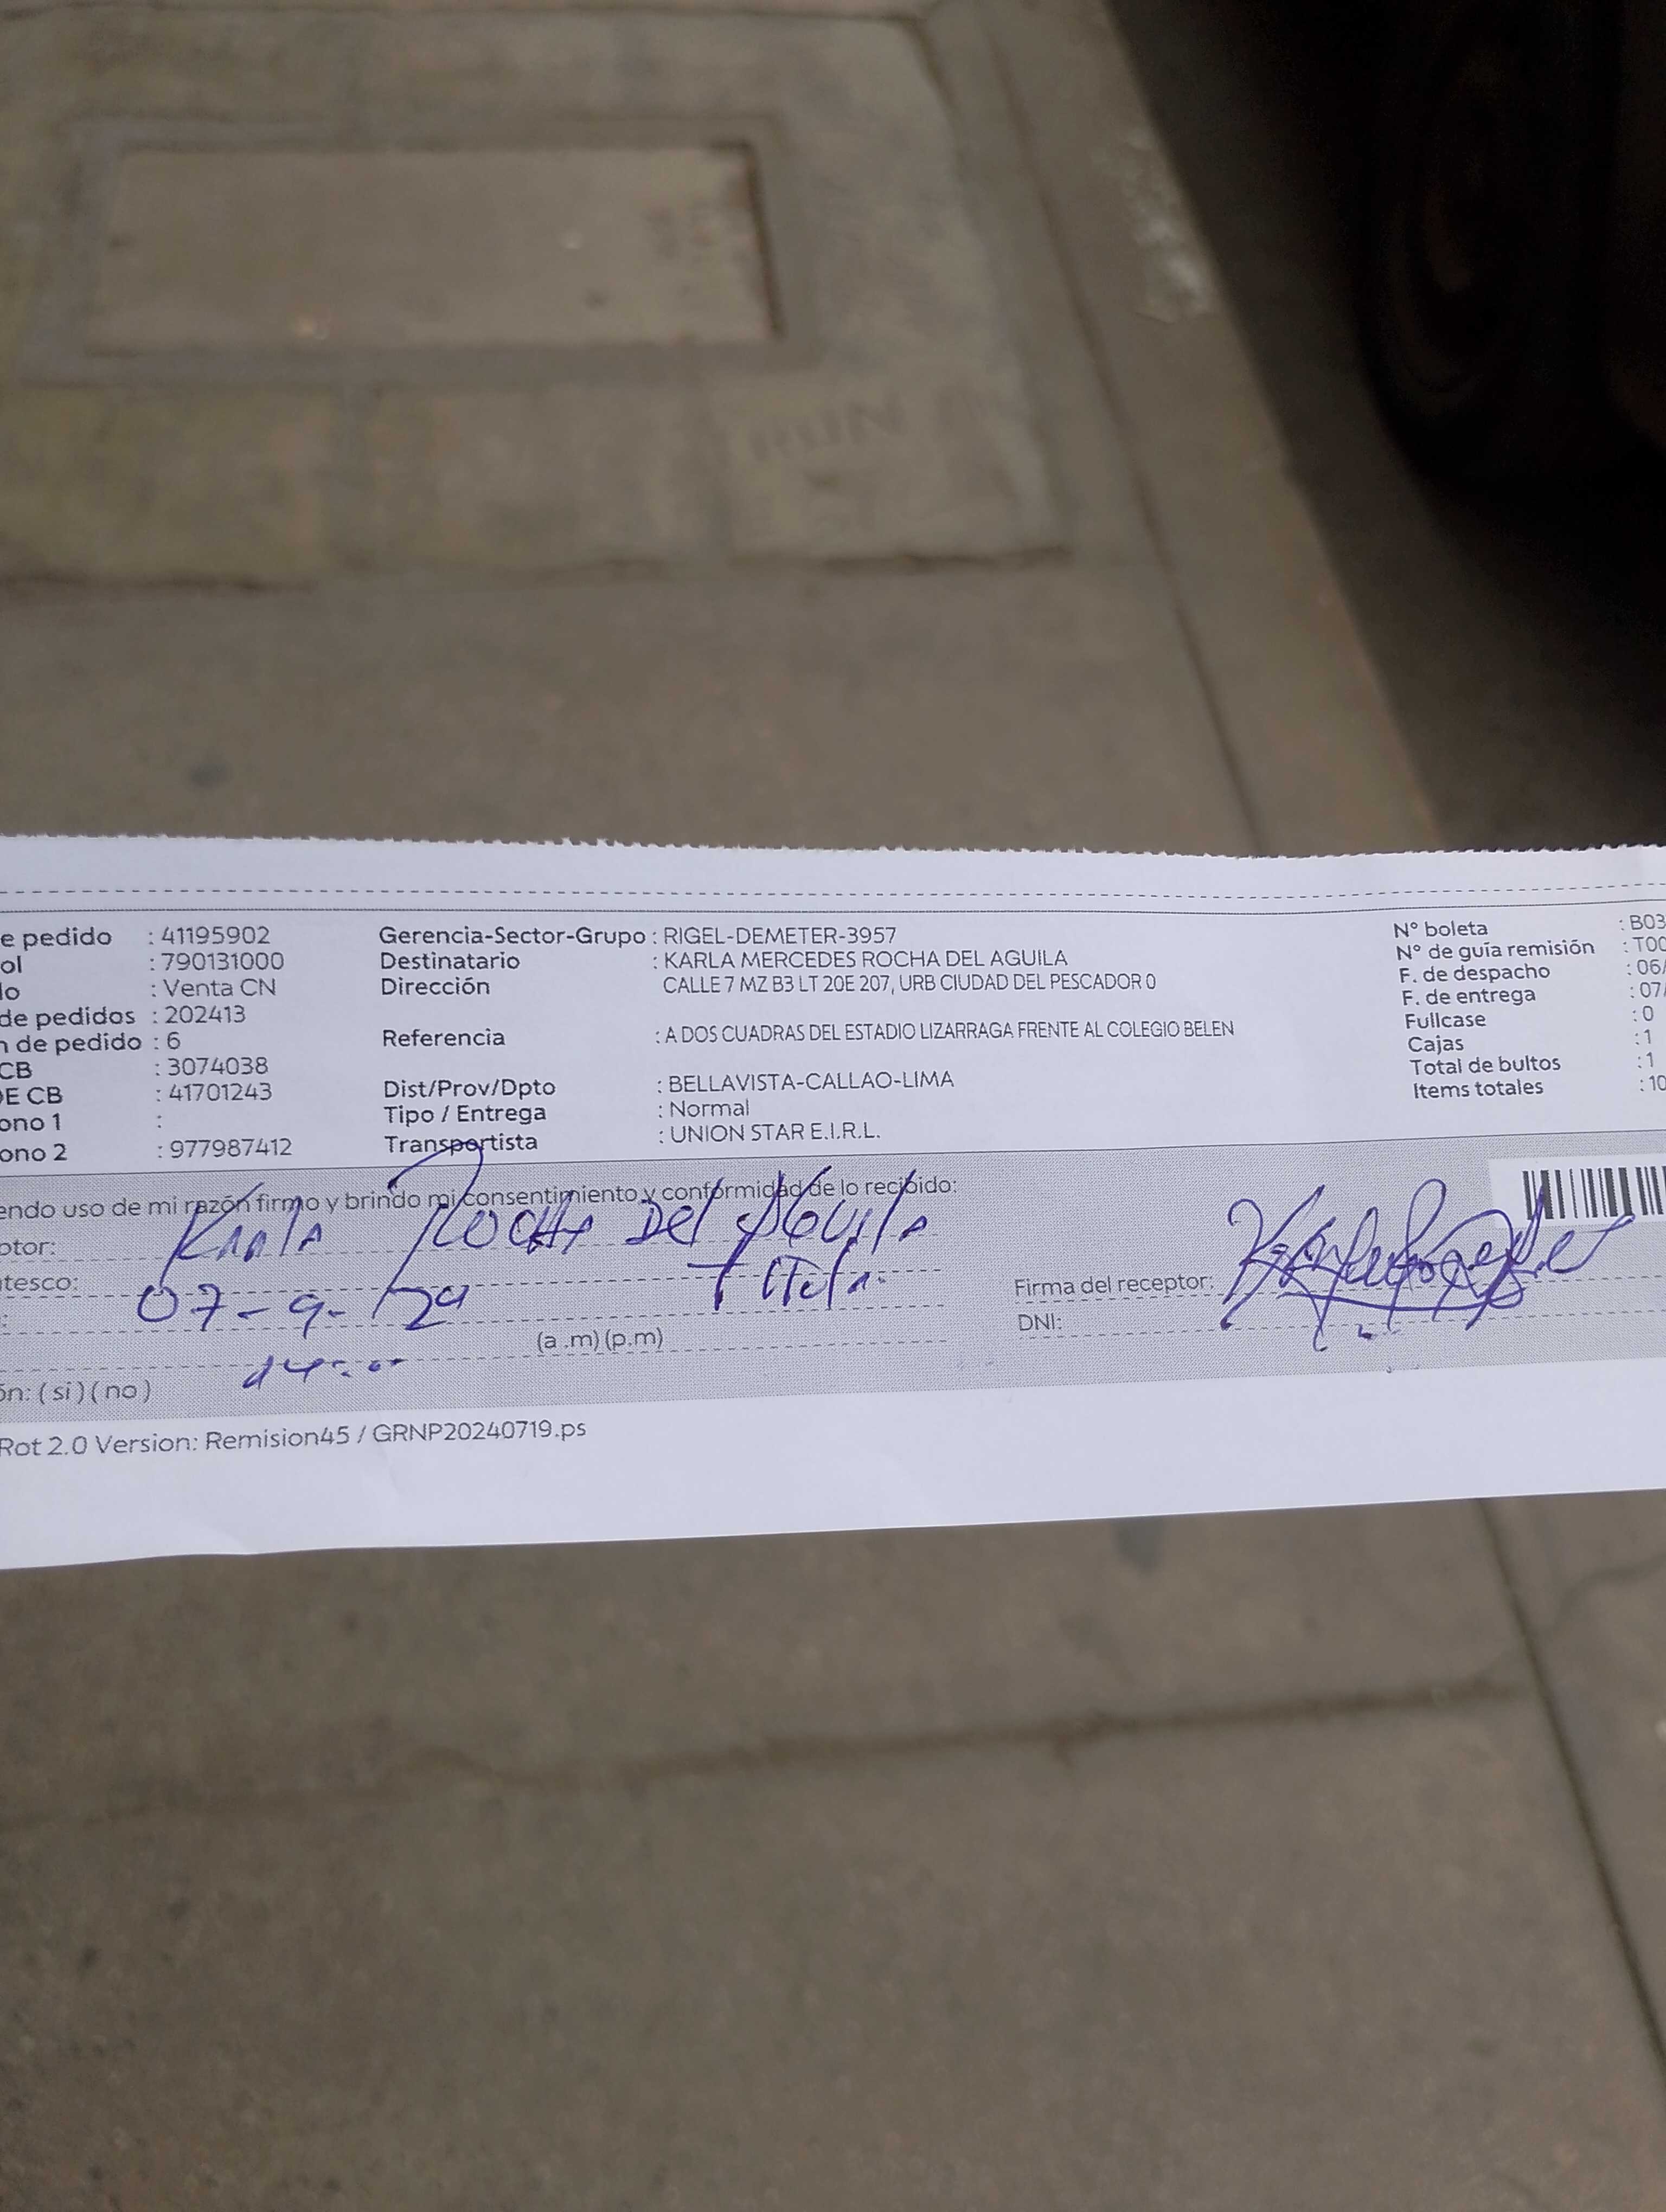 e pedido : 41195902 Gerencia-Sector-Grupo : RIGEL-DEMETER-3957 N° boleta : B03
ol : 790131000 Destinatario : KARLA MERCEDES ROCHA DEL AGUILA N° de guía remisión : T00
lo : Venta CN Dirección CALLE 7 MZ B3 LT 20E 207, URB CIUDAD DEL PESCADOR 0 F. de despacho : 06/
de pedidos : 202413 F. de entrega : 07/
n de pedido : 6 Referencia : A DOS CUADRAS DEL ESTADIO LIZARRAGA FRENTE AL COLEGIO BELEN Fullcase : 0
CB : 3074038 Cajas : 1
E CB : 41701243 Dist/Prov/Dpto : BELLAVISTA-CALLAO-LIMA Total de bultos : 1
ono 1 : Tipo / Entrega : Normal Items totales : 10
ono 2 : 977987412 Transportista : UNION STAR E.I.R.L.
endo uso de mi razón firmo y brindo mi consentimiento y conformidad de lo recibido:
ptor: Karla Rocha Del Aguila
tesco: Titular Firma del receptor:
: 07-9-24 DNI:
(a .m) (p.m)
14:00
ón: ( si ) ( no )
Rot 2.0 Version: Remision45 / GRNP20240719.ps